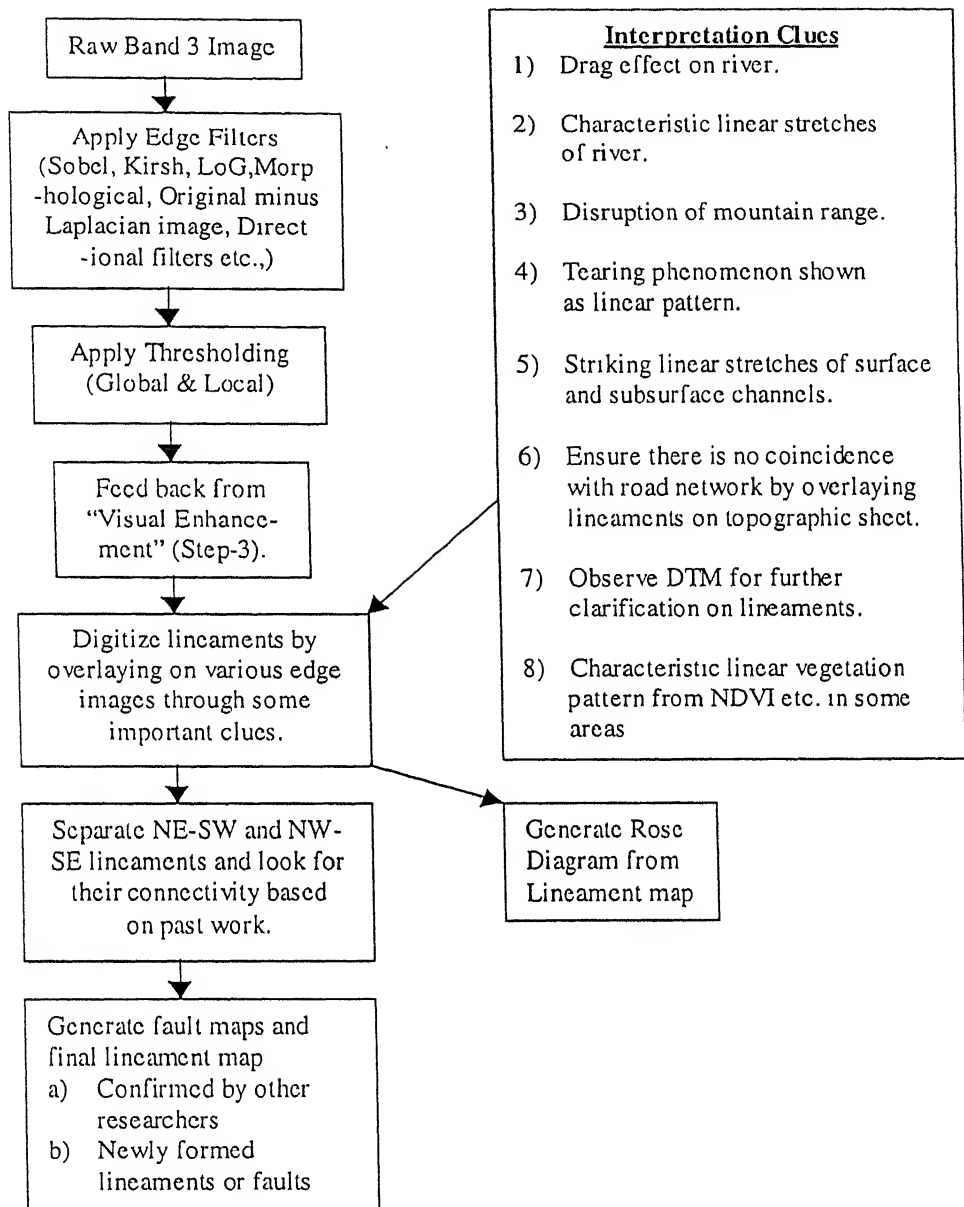 Raw Band 3 Image
Apply Edge Filters
(Sobel, Kirsh, LoG,Morp
-hological, Original minus
Laplacian image, Direct
-ional filters etc.,)
Apply Thresholding
(Global & Local)
Feed back from
“Visual Enhance-
ment” (Step-3).
Digitize lineaments by
overlaying on various edge
images through some
important clues.
Separate NE-SW and NW-
SE lineaments and look for
their connectivity based
on past work.
Generate fault maps and
final lineament map
a) Confirmed by other
researchers
b) Newly formed
lineaments or faults
Interpretation Clues
1) Drag effect on river.
2) Characteristic linear stretches
of river.
3) Disruption of mountain range.
4) Tearing phenomenon shown
as linear pattern.
5) Striking linear stretches of surface
and subsurface channels.
6) Ensure there is no coincidence
with road network by overlaying
lineaments on topographic sheet.
7) Observe DTM for further
clarification on lineaments.
8) Characteristic linear vegetation
pattern from NDVI etc. in some
areas
Generate Rose
Diagram from
Lineament map